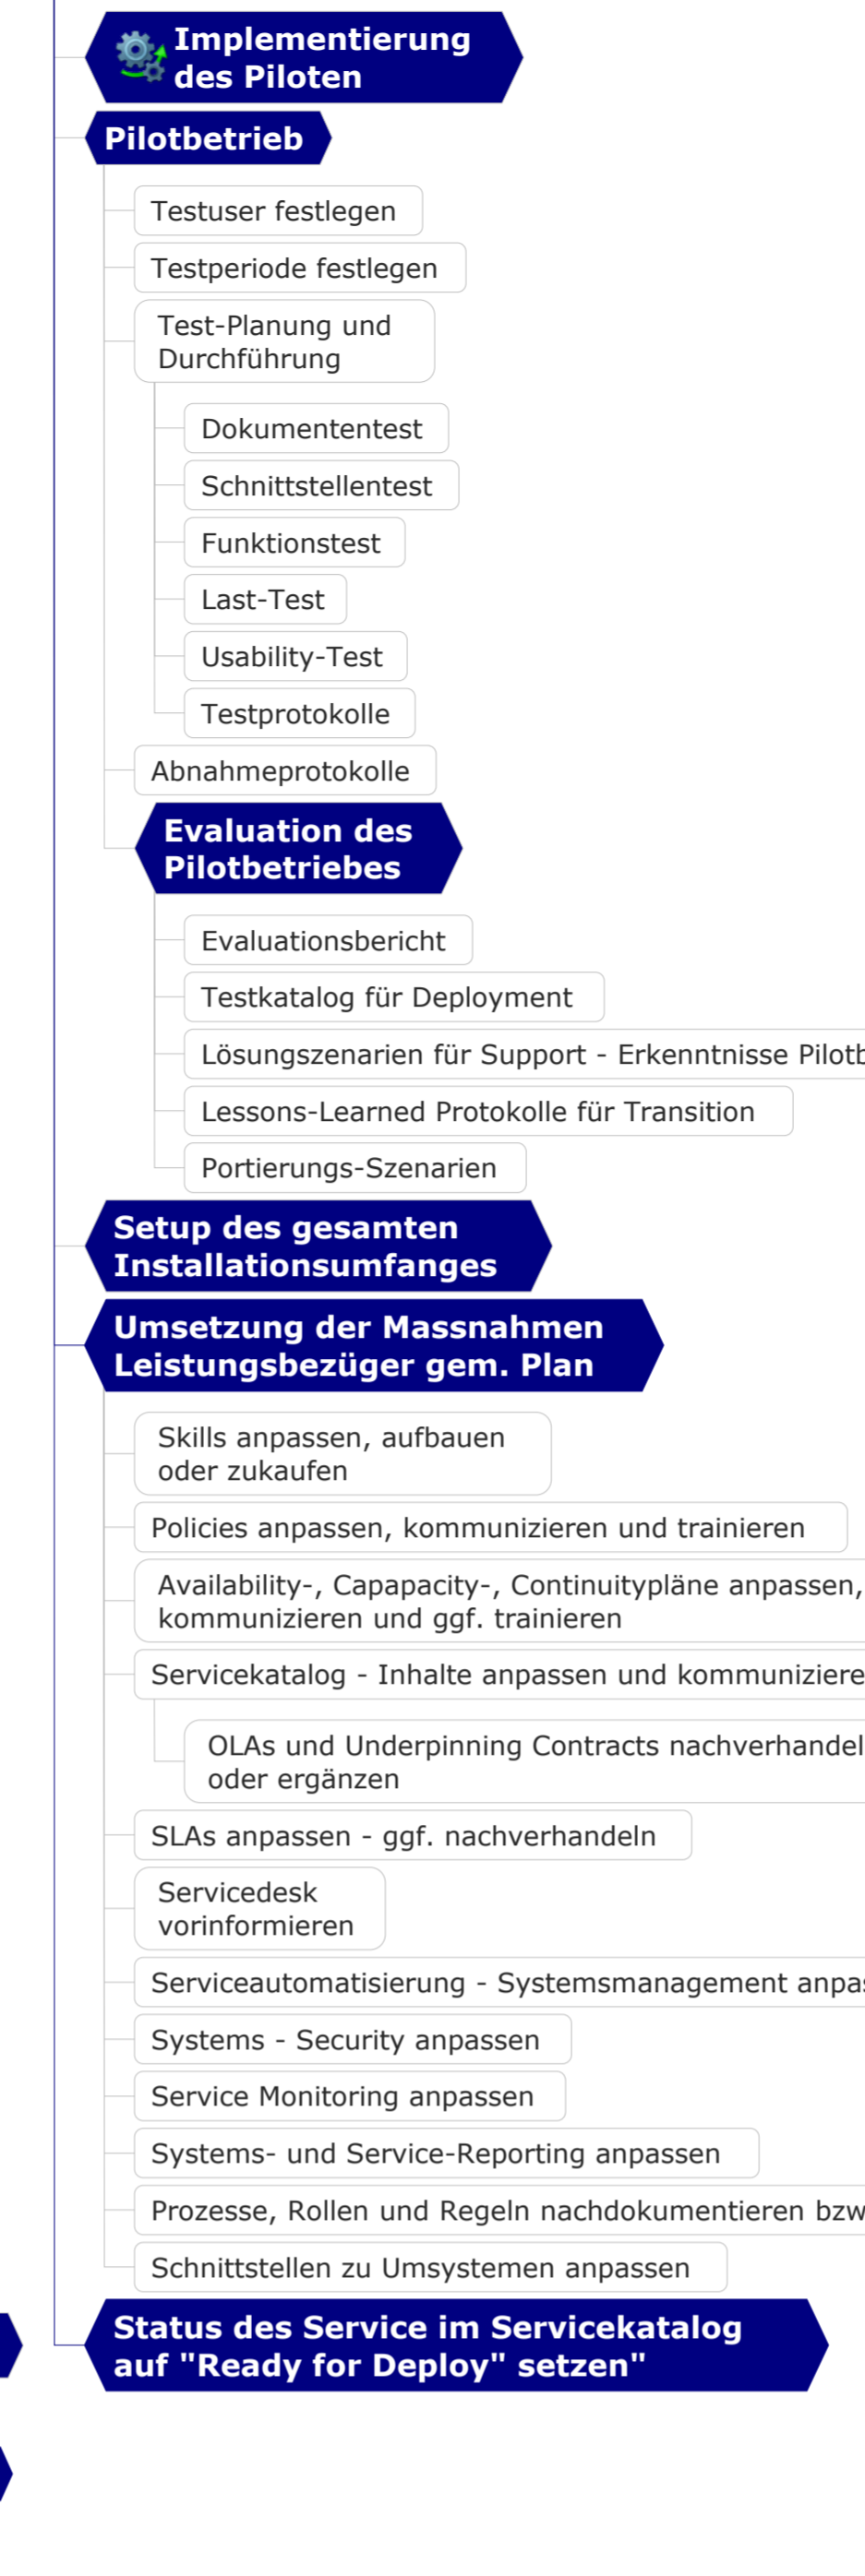 Implementierung
des Piloten
Pilotbetrieb
Testuser festlegen
Testperiode festlegen
Test-Planung und
Durchführung
Dokumententest
Schnittstellentest
Funktionstest
Last-Test
Usability-Test
Testprotokolle
Abnahmeprotokolle
Evaluation des
Pilotbetriebes
Evaluationsbericht
Testkatalog für Deployment
Lösungszenarien für Support - Erkenntnisse
Lessons-Learned Protokolle für Transition
Portierungs-Szenarien
Setup des gesamten
Installationsumfanges
Umsetzung der Massnahmen
Leistungsbezüger gem. Plan
Skills anpassen, aufbauen
oder zukaufen
Policies anpassen, kommunizieren und trainieren
Availability-, Capapacity-, Continuitypläne anpassen,
kommunizieren und ggf. trainieren
Servicekatalog - Inhalte anpassen und
OLAs und Underpinning Contracts
oder ergänzen
SLAs anpassen - ggf. nachverhandeln
Servicedesk
vorinformieren
Serviceautomatisierung - Systemsmanagement
Systems - Security anpassen
Service Monitoring anpassen
Systems- und Service-Reporting anpassen
Prozesse, Rollen und Regeln nachdokumentieren bzw
Schnittstellen zu Umsystemen anpassen
Status des Service im Servicekatalog
auf "Ready for Deploy" setzen"